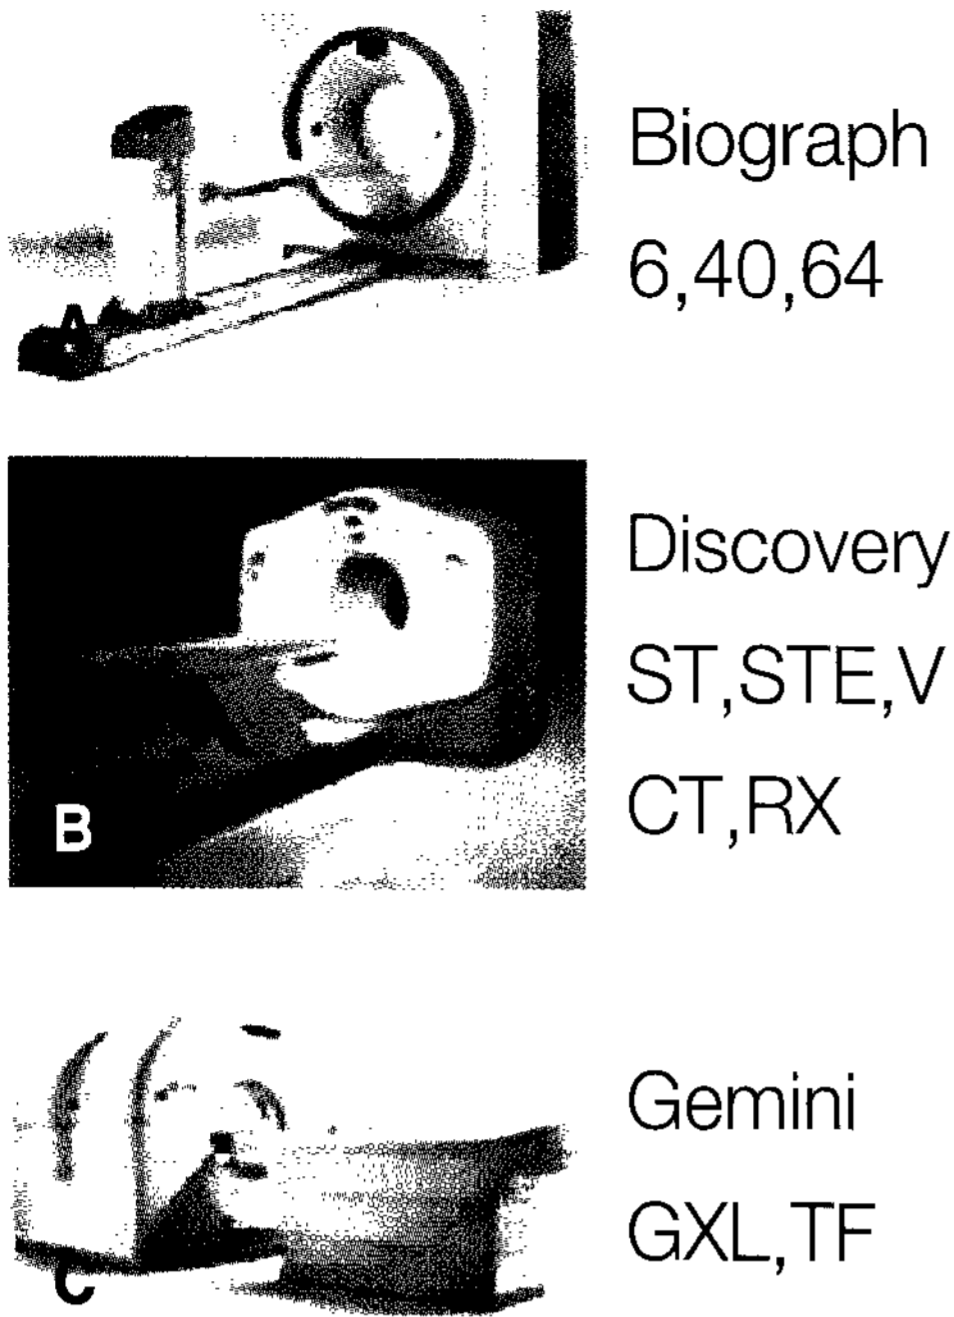 A
Biograph
6,40,64
B
Discovery
ST,STE,V
CT,RX
C
Gemini
GXL,TF